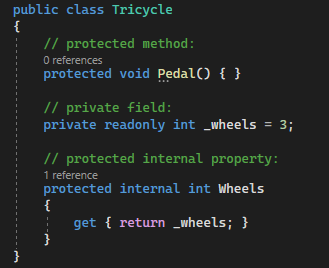 public class Tricycle
{
// protected method:
0 references
protected void Pedal() { }
// private field:
private readonly int _wheels = 3;
// protected internal property:
1 reference
protected internal int Wheels
{
get { return _wheels; }
}
}